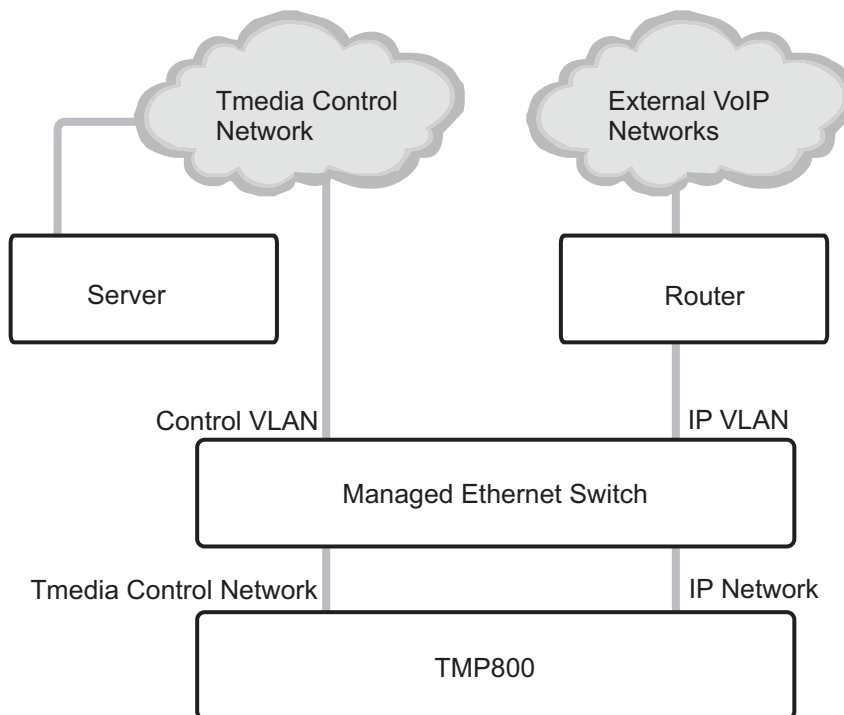 Tmedia Control
Network
External VoIP
Networks
Server
Router
Control VLAN
IP VLAN
Managed Ethernet Switch
Tmedia Control Network
IP Network
TMP800